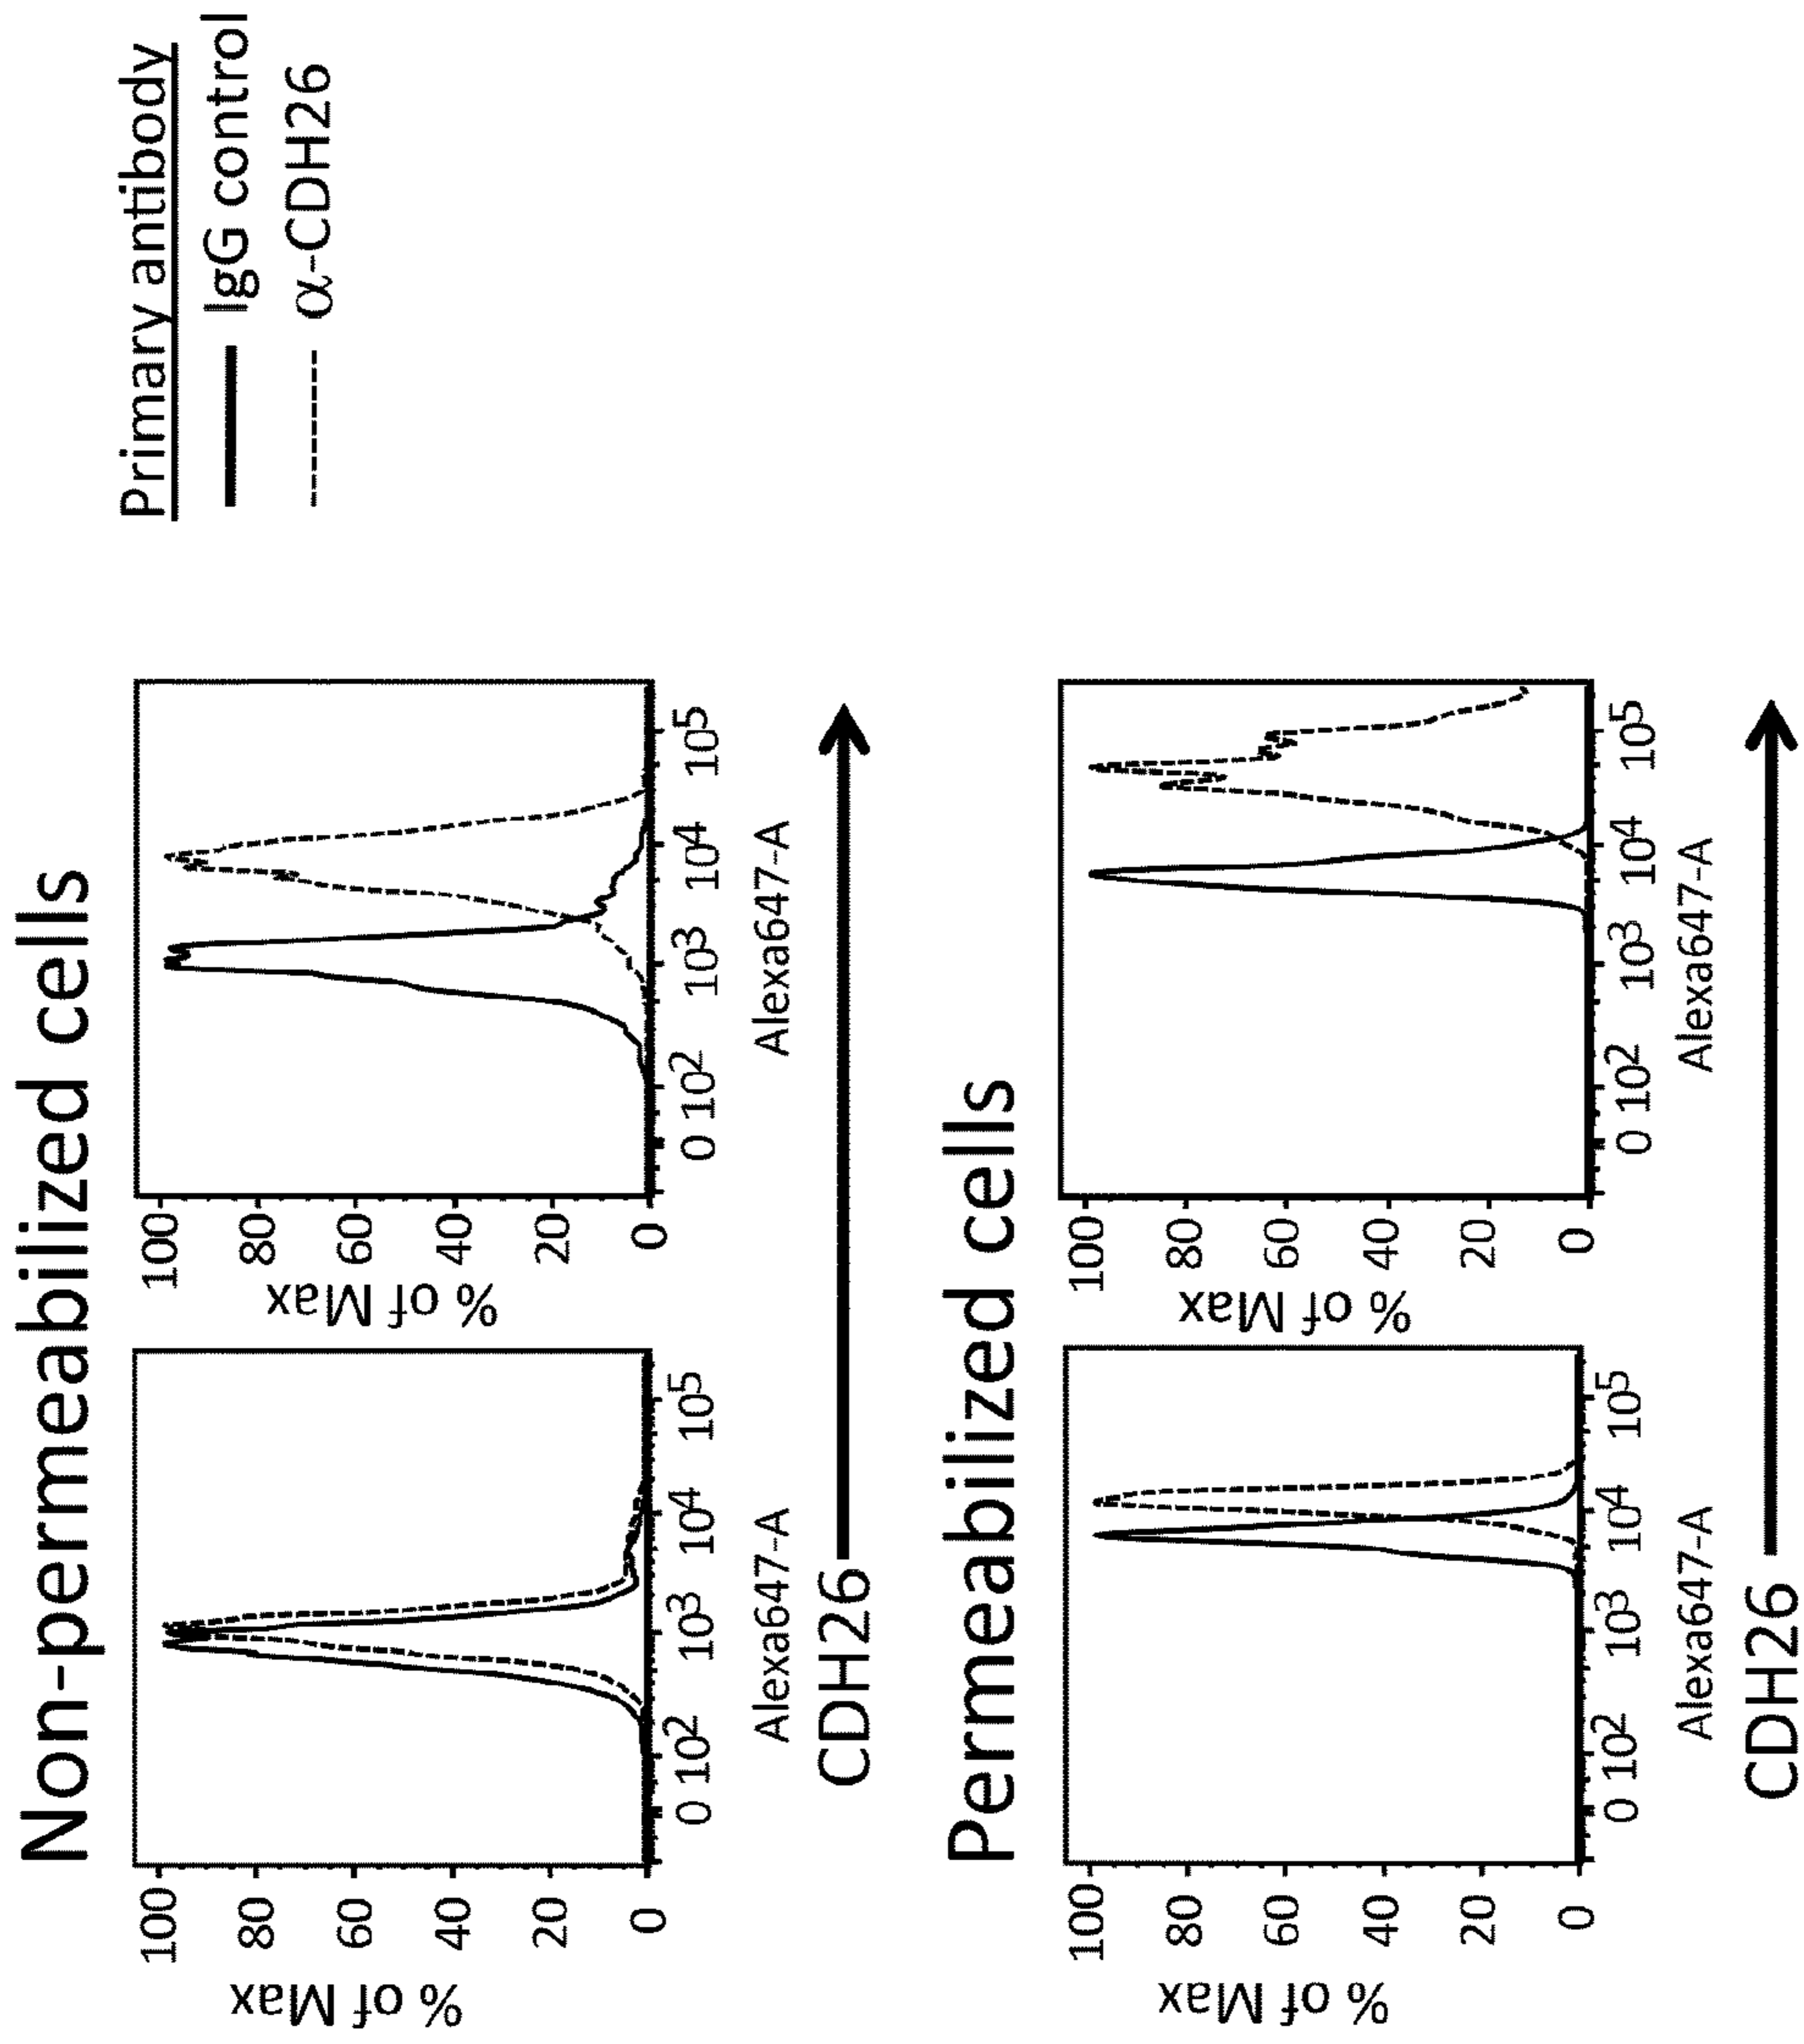 Non-permeabilized cells
Primary antibody
IgG control
α-CDH26
% of Max
100
80
60
40
20
0
0 10² 10³ 10⁴ 10⁵
Alexa647-A
% of Max
100
80
60
40
20
0
0 10² 10³ 10⁴ 10⁵
Alexa647-A
CDH26
Permeabilized cells
% of Max
100
80
60
40
20
0
0 10² 10³ 10⁴ 10⁵
Alexa647-A
% of Max
100
80
60
40
20
0
0 10² 10³ 10⁴ 10⁵
Alexa647-A
CDH26